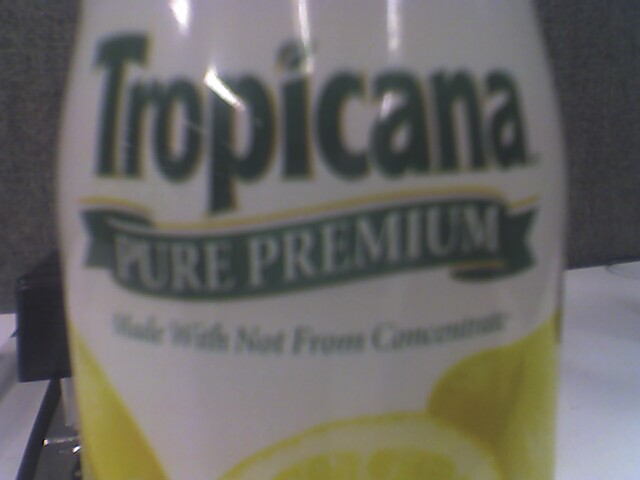 Tropicana
PURE PREMIUM
Made With Not From Concentrate